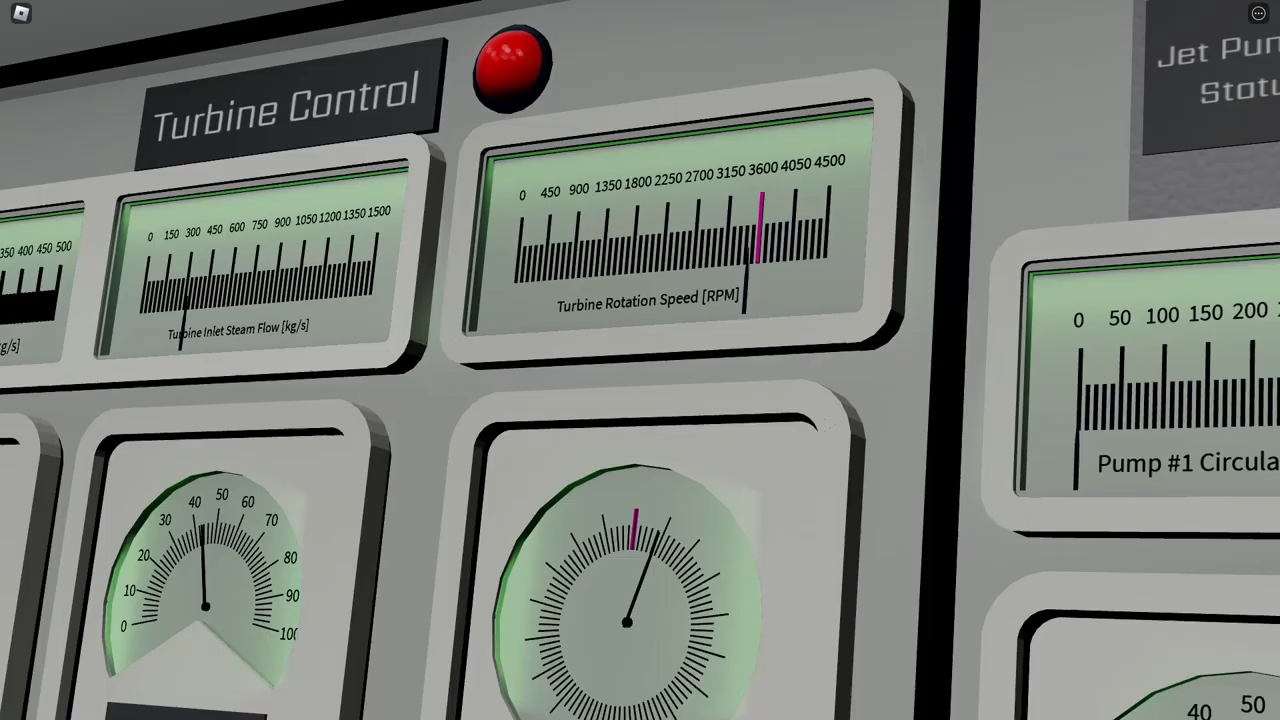 Turbine Control
Jet Pum
Statu
0 450 900 1350 1800 2250 2700 3150 3600 4050 4500
Turbine Rotation Speed [RPM]
0 150 300 450 600 750 900 1050 1200 1350 1500
Turbine Inlet Steam Flow [kg/s]
350 400 450 500
kg/s]
0 50 100 150 200
Pump #1 Circula
0 10 20 30 40 50 60 70 80 90 100
40 50